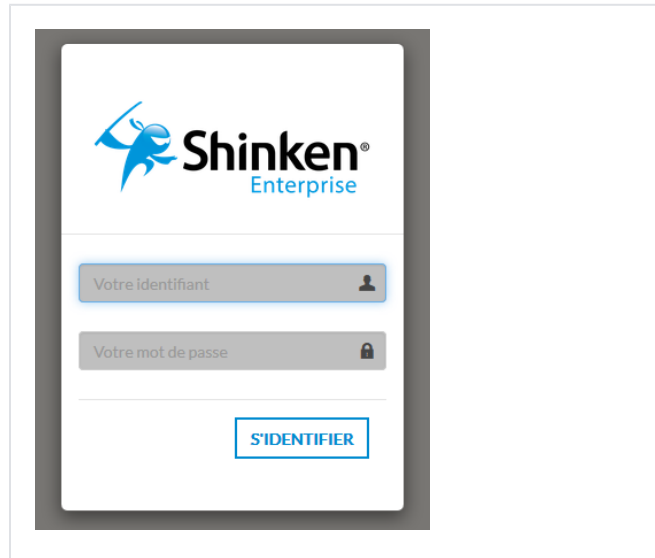 Shinken®
Enterprise
Votre identifiant
Votre mot de passe
S'IDENTIFIER